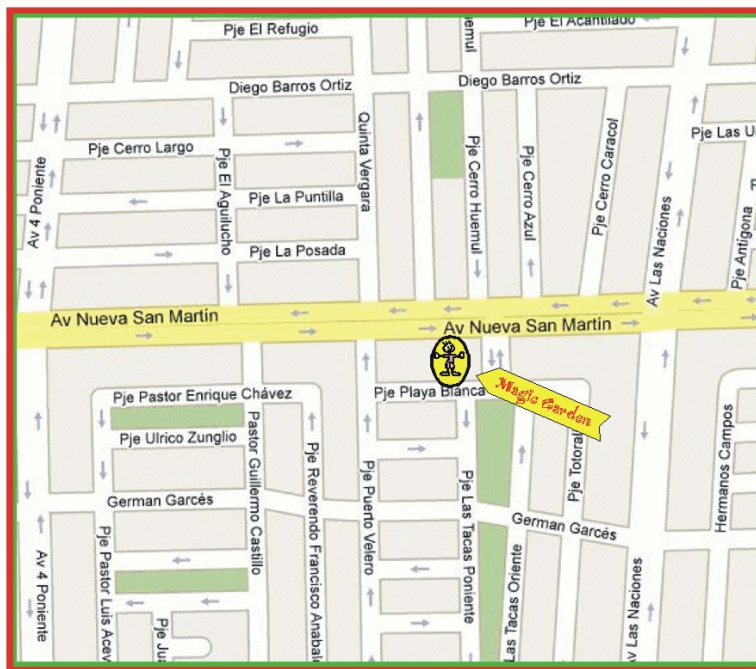 Pje El Refugio
Pje El Acantilado
Diego Barros Ortiz
Diego Barros Ortiz
Quinta Vergara
Pje Cerro Largo
Pje El Aguilucho
Av 4 Poniente
Pje La Puntilla
Pje La Posada
Pje Cerro Huemul
Pje Cerro Azul
Pje Cerro Caracol
Av Las Naciones
Pje Las
Pje Antígona
Av Nueva San Martín
Av Nueva San Martín
Magic Garden
Pje Pastor Enrique Chávez
Pje Playa Blanca
Pje Ulrico Zunglio
Pastor Guillermo Castillo
Pje Reverendo Francisco
Pje Puerto Velero
Pje Las Tacas Poniente
Las Tacas Oriente
Pje Totoral
Hermanos Campos
German Garcés
German Garcés
Av 4 Poniente
Pje Pastor Luis
Pje
Av Las Naciones